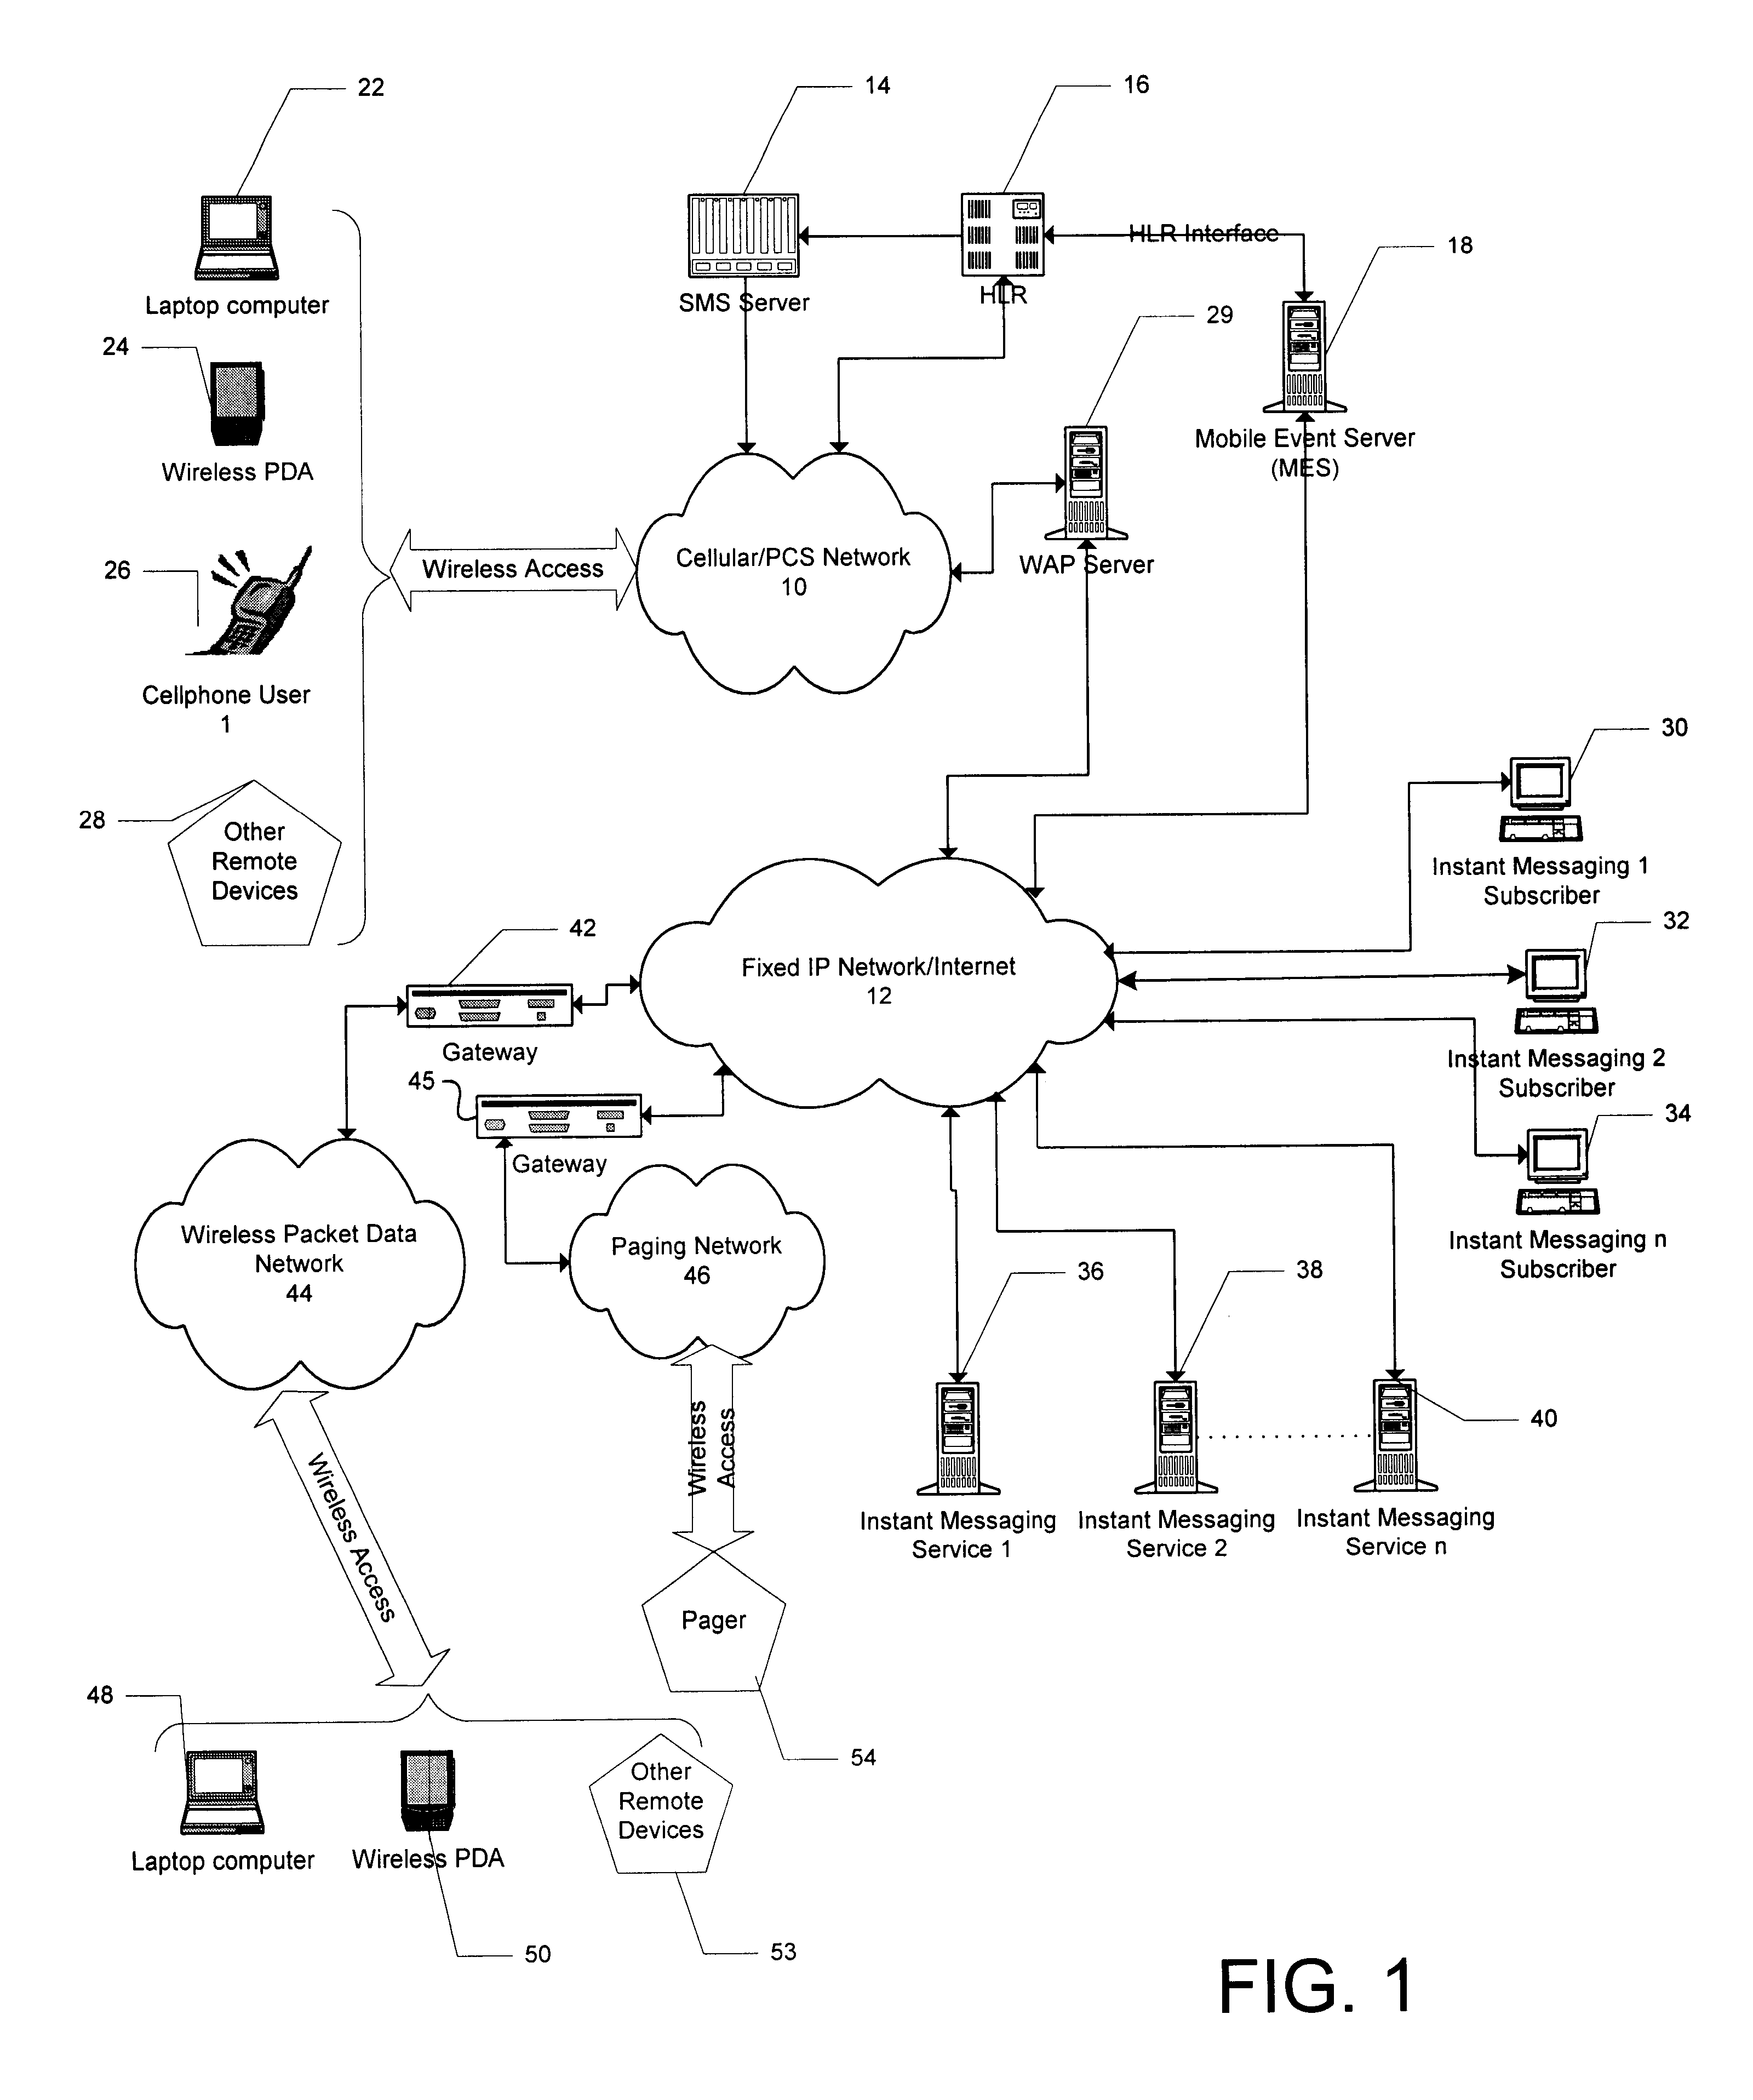 22
14
16
HLR Interface
18
Laptop computer
SMS Server
HLR
29
24
Mobile Event Server
(MES)
Wireless PDA
Cellular/PCS Network
10
WAP Server
Wireless Access
26
Cellphone User
1
30
28
Other
Remote
Devices
Instant Messaging 1
Subscriber
42
32
Fixed IP Network/Internet
12
Gateway
Instant Messaging 2
Subscriber
45
34
Gateway
Wireless Packet Data
Network
44
Paging Network
46
Instant Messaging n
Subscriber
36
38
40
Wireless
Access
Wireless Access
Instant Messaging
Service 1
Instant Messaging
Service 2
Instant Messaging
Service n
Pager
48
54
Other
Remote
Devices
Laptop computer
Wireless PDA
50
53
FIG. 1